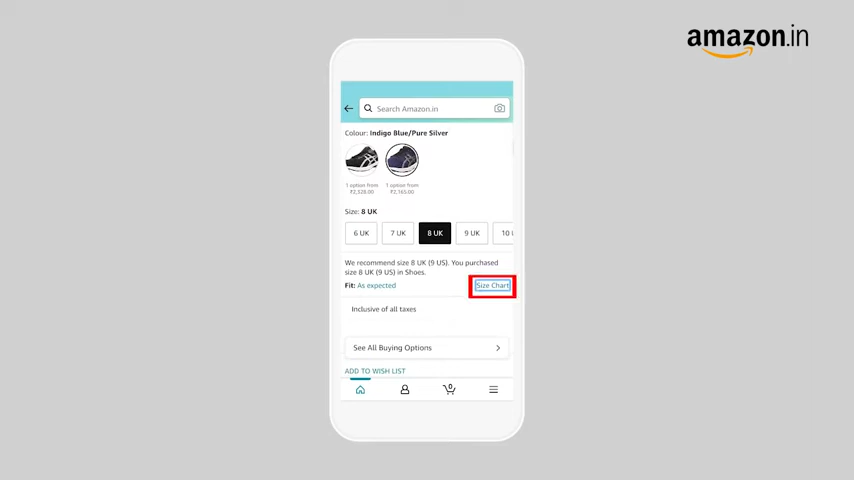 amazon.in
Search Amazon.in
Colour: Indigo Blue/Pure Silver
1 option from 1 option from
₹2,528.00 ₹2,165.00
Size: 8 UK
6 UK 7 UK 8 UK 9 UK 10
We recommend size 8 UK (9 US). You purchased
size 8 UK (9 US) in Shoes.
Fit: As expected Size Chart
Inclusive of all taxes
See All Buying Options
ADD TO WISH LIST
0